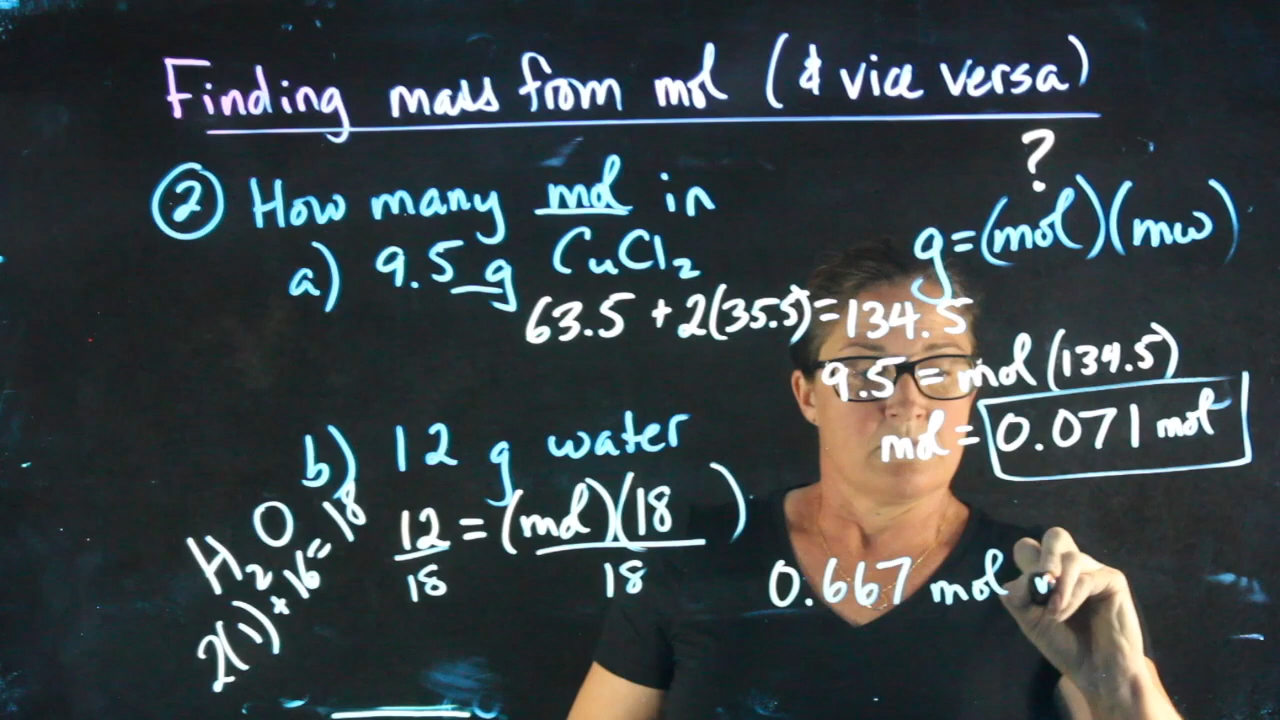 Finding mass from mol (& vice versa)
?
② How many mol in
g=(mol)(mw)
a) 9.5 g CuCl₂
63.5 + 2(35.5)=134.5
9.5 = mol (134.5)
mol = 0.071 mol
b) 12 g water
H₂O
2(1)+16=18
12/18 = (mol)(18)/18
0.667 mol